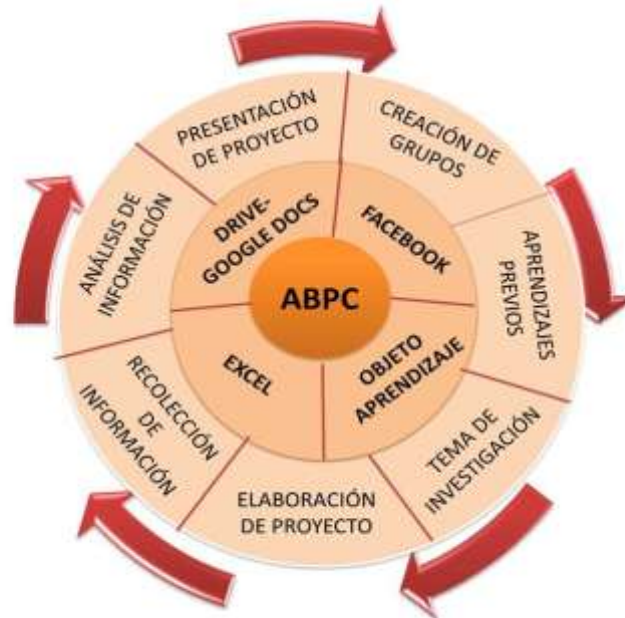 PRESENTACIÓN
DE PROYECTO
CREACIÓN DE
GRUPOS
APRENDIZAJES
PREVIOS
TEMA DE
INVESTIGACIÓN
ELABORACIÓN
DE PROYECTO
RECOLECCIÓN
DE
INFORMACIÓN
ANÁLISIS DE
INFORMACIÓN
DRIVE-
GOOGLE DOCS
FACEBOOK
OBJETO
APRENDIZAJE
EXCEL
ABPC